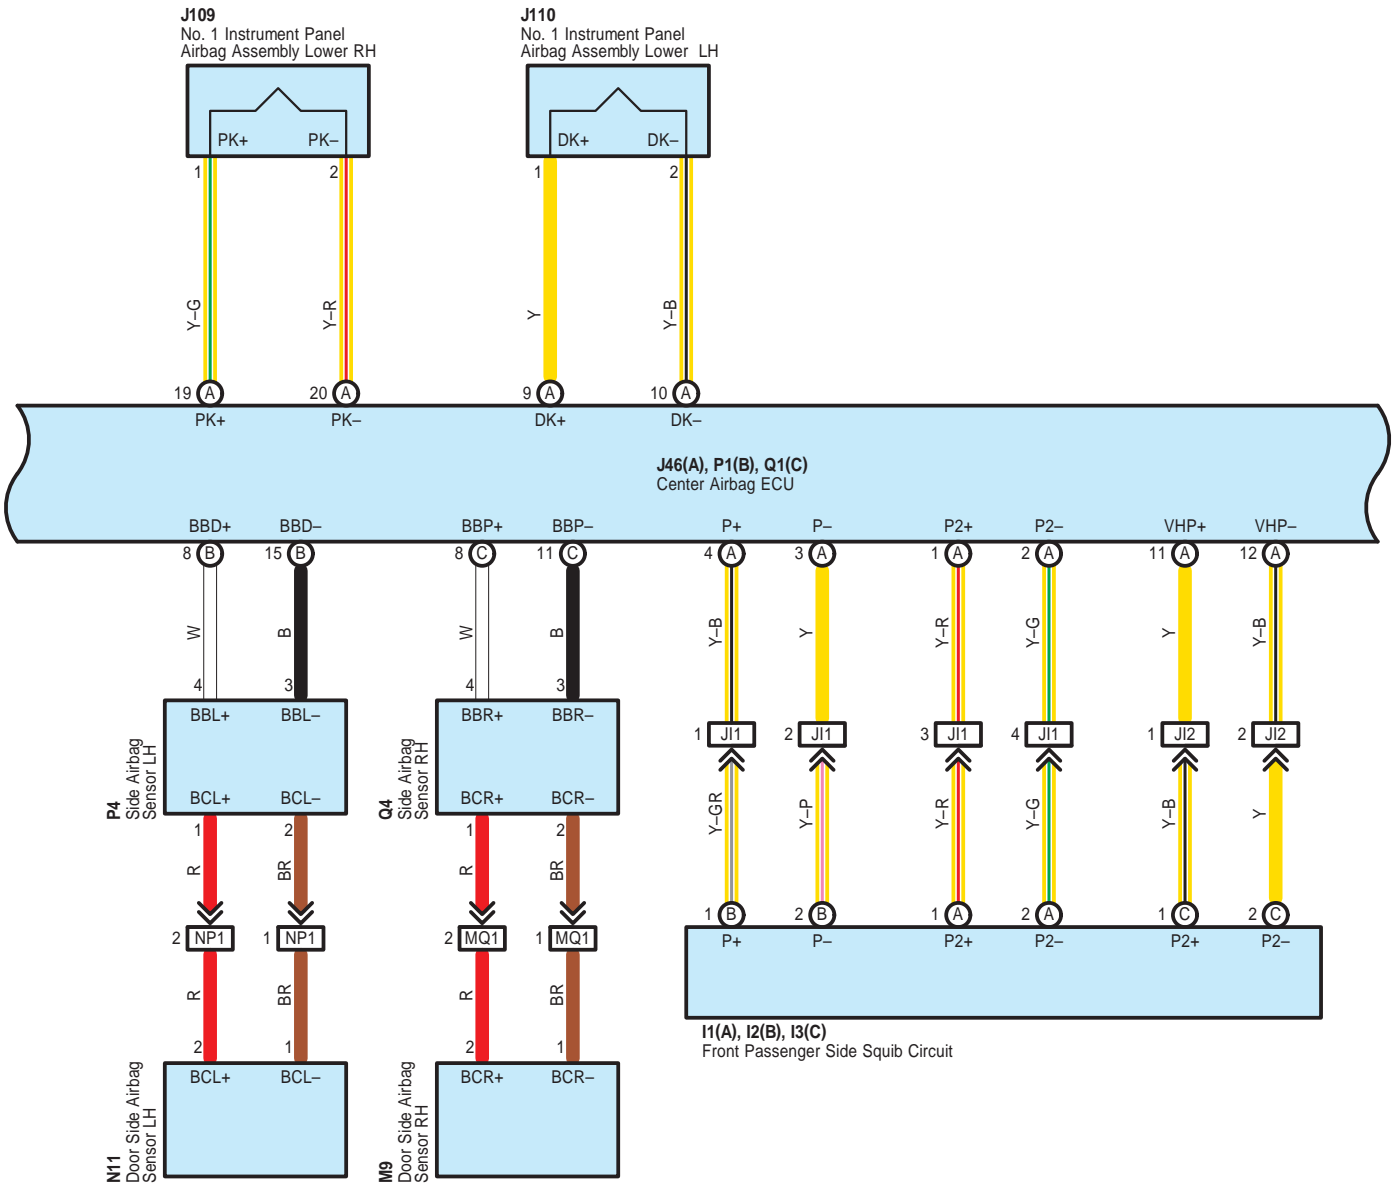 J109
No. 1 Instrument Panel
Airbag Assembly Lower RH
J110
No. 1 Instrument Panel
Airbag Assembly Lower LH
PK+ PK–
DK+ DK–
1 2 1 2
Y–G Y–R Y Y–B
19 A 20 A 9 A 10 A
PK+ PK– DK+ DK–
J46(A), P1(B), Q1(C)
Center Airbag ECU
BBD+ BBD– BBP+ BBP– P+ P– P2+ P2– VHP+ VHP–
8 B 15 B 8 C 11 C 4 A 3 A 1 A 2 A 11 A 12 A
W B W B Y–B Y Y–R Y–G Y Y–B
4 3 4 3
BBL+ BBL– BBR+ BBR–
1 JI1 2 JI1 3 JI1 4 JI1 1 JI2 2 JI2
P4
Side Airbag
Sensor LH
Q4
Side Airbag
Sensor RH
BCL+ BCL– BCR+ BCR–
1 2 1 2
Y–GR Y–P Y–R Y–G Y–B Y
R BR R BR
1 B 2 B 1 A 2 A 1 C 2 C
2 NP1 1 NP1 2 MQ1 1 MQ1
P+ P– P2+ P2– P2+ P2–
R BR R BR
I1(A), I2(B), I3(C)
Front Passenger Side Squib Circuit
2 1 2 1
BCL+ BCL– BCR+ BCR–
N11
Door Side Airbag
Sensor LH
M9
Door Side Airbag
Sensor RH